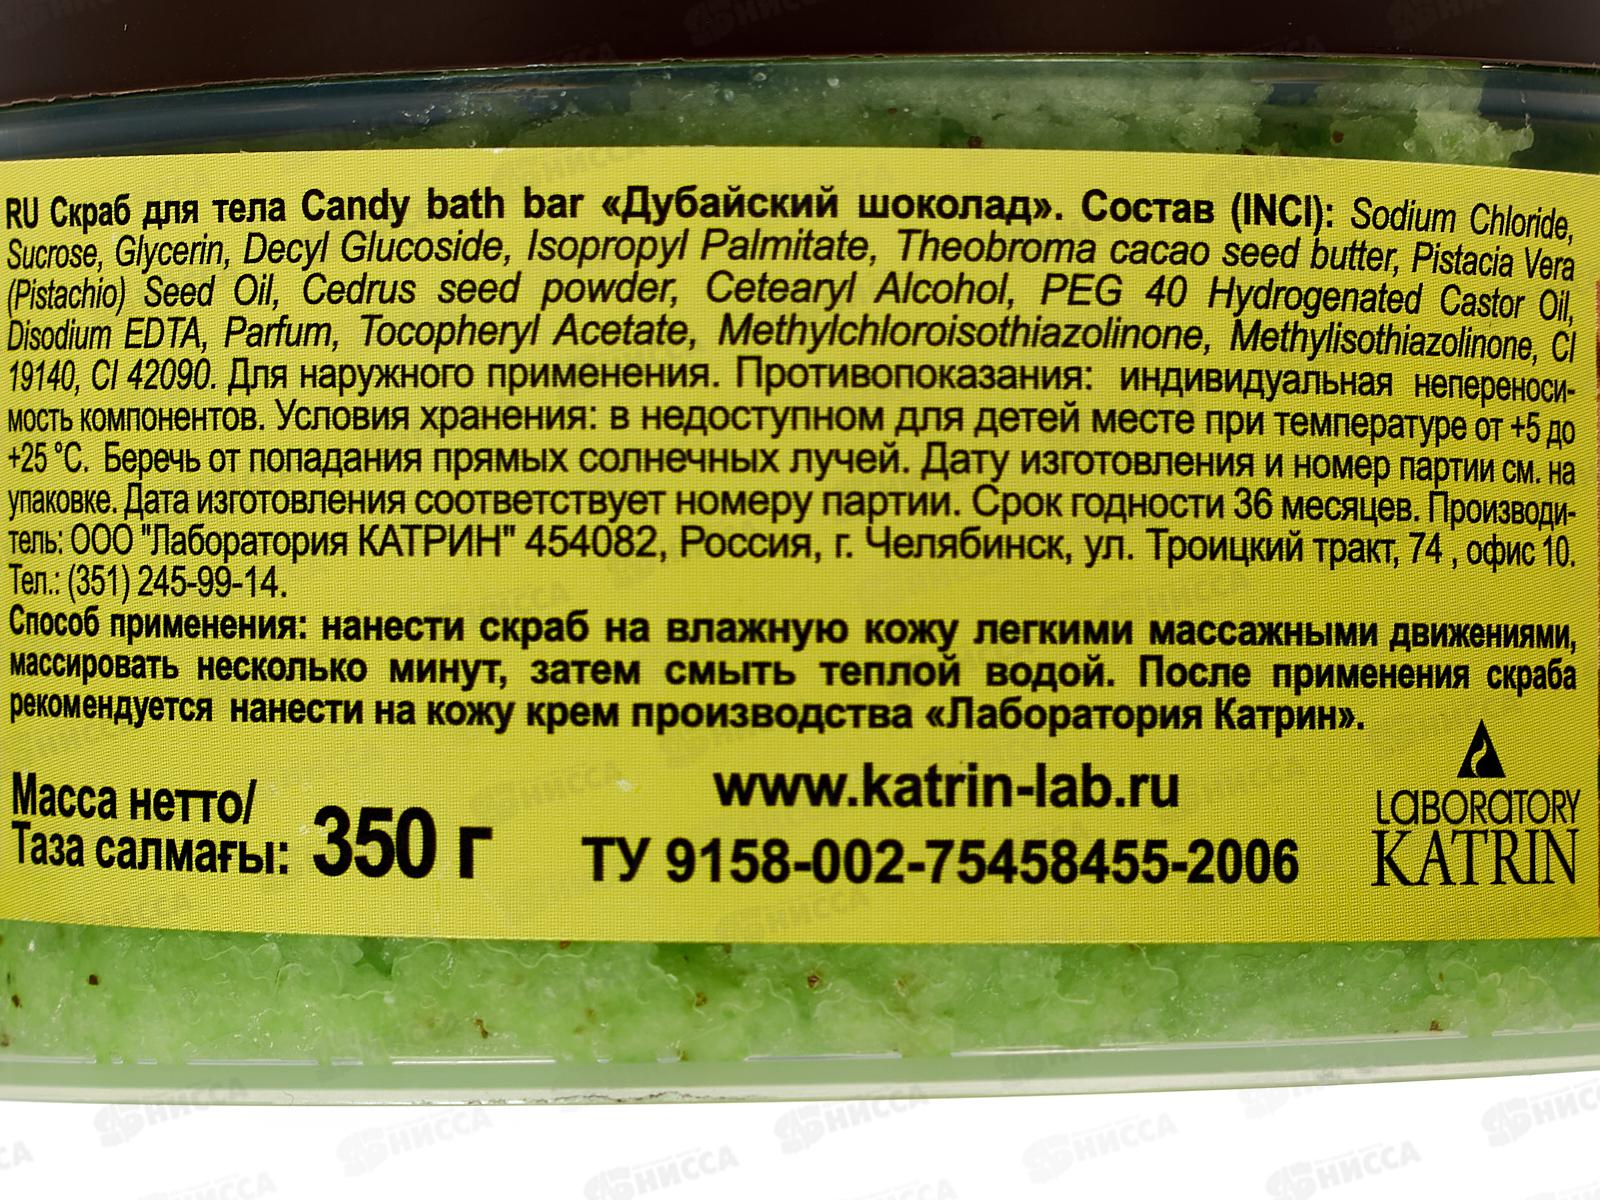 RU Скраб для тела Candy bath bar «Дубайский шоколад». Состав (INCI): Sodium Chloride,
Sucrose, Glycerin, Decyl Glucoside, Isopropyl Palmitate, Theobroma cacao seed butter, Pistacia Vera
(Pistachio) Seed Oil, Cedrus seed powder, Cetearyl Alcohol, PEG 40 Hydrogenated Castor Oil,
Disodium EDTA, Parfum, Tocopheryl Acetate, Methylchloroisothiazolinone, Methylisothiazolinone, CI
19140, CI 42090. Для наружного применения. Противопоказания: индивидуальная непереноси-
мость компонентов. Условия хранения: в недоступном для детей месте при температуре от +5 до
+25 °C. Беречь от попадания прямых солнечных лучей. Дату изготовления и номер партии см. на
упаковке. Дата изготовления соответствует номеру партии. Срок годности 36 месяцев. Производи-
тель: ООО "Лаборатория КАТРИН" 454082, Россия, г. Челябинск, ул. Троицкий тракт, 74 , офис 10.
Тел.: (351) 245-99-14.
Способ применения: нанести скраб на влажную кожу легкими массажными движениями,
массировать несколько минут, затем смыть теплой водой. После применения скраба
рекомендуется нанести на кожу крем производства «Лаборатория Катрин».
Масса нетто/
Таза салмағы: 350 г
www.katrin-lab.ru
ТУ 9158-002-75458455-2006
LABORATORY
KATRIN